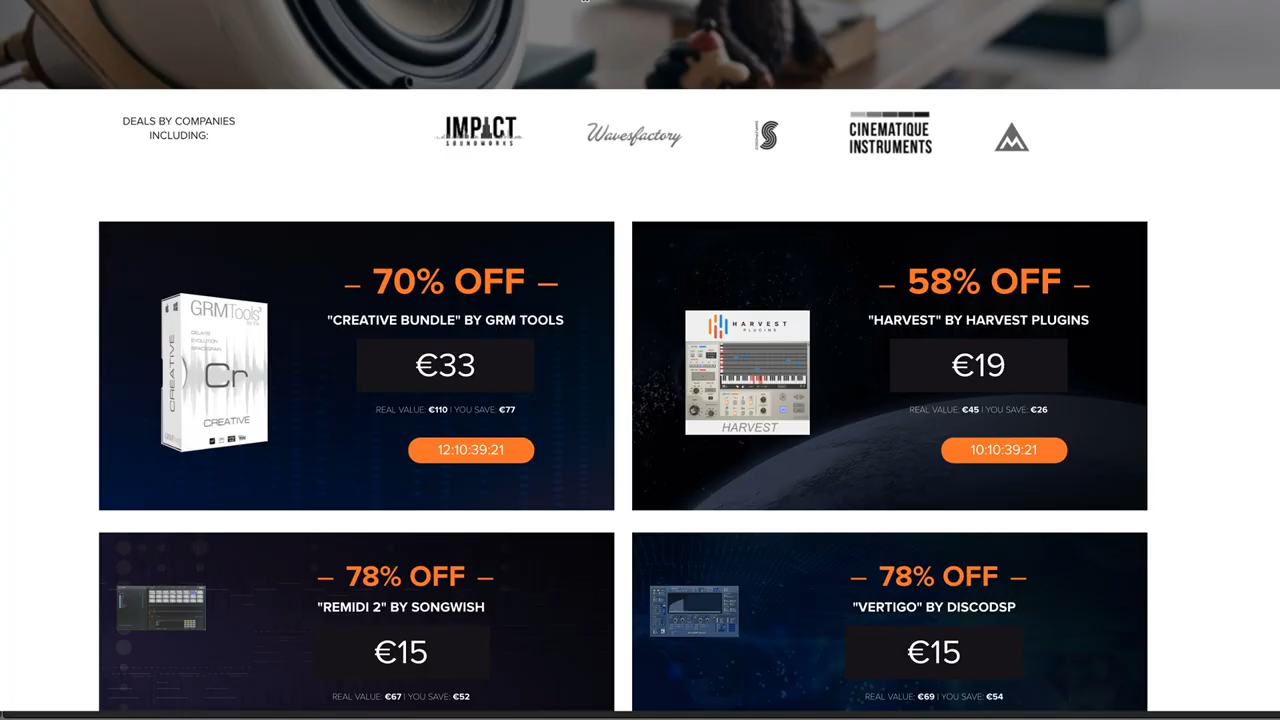 DEALS BY COMPANIES
INCLUDING:
IMPACT
SOUNDWORKS
Wavesfactory
CINEMATIQUE
INSTRUMENTS
– 70% OFF –
"CREATIVE BUNDLE" BY GRM TOOLS
€33
REAL VALUE: €110 | YOU SAVE: €77
12:10:39:21
GRMTools
DELAYS
EVOLUTION
SPACEGRAIN
CREATIVE
Cr
CREATIVE
– 58% OFF –
"HARVEST" BY HARVEST PLUGINS
€19
REAL VALUE: €45 | YOU SAVE: €26
10:10:39:21
HARVEST
PLUGINS
HARVEST
– 78% OFF –
"REMIDI 2" BY SONGWISH
€15
REAL VALUE: €67 | YOU SAVE: €52
– 78% OFF –
"VERTIGO" BY DISCODSP
€15
REAL VALUE: €69 | YOU SAVE: €54